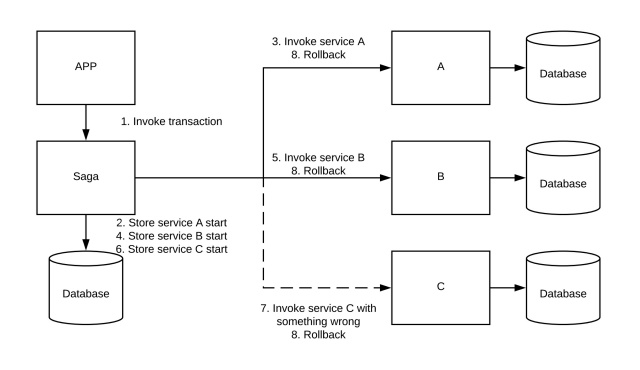 3. Invoke service A
8. Rollback
APP
A
Database
1. Invoke transaction
5. Invoke service B
8. Rollback
Saga
B
Database
2. Store service A start
4. Store service B start
6. Store service C start
Database
C
Database
7. Invoke service C with
something wrong
8. Rollback